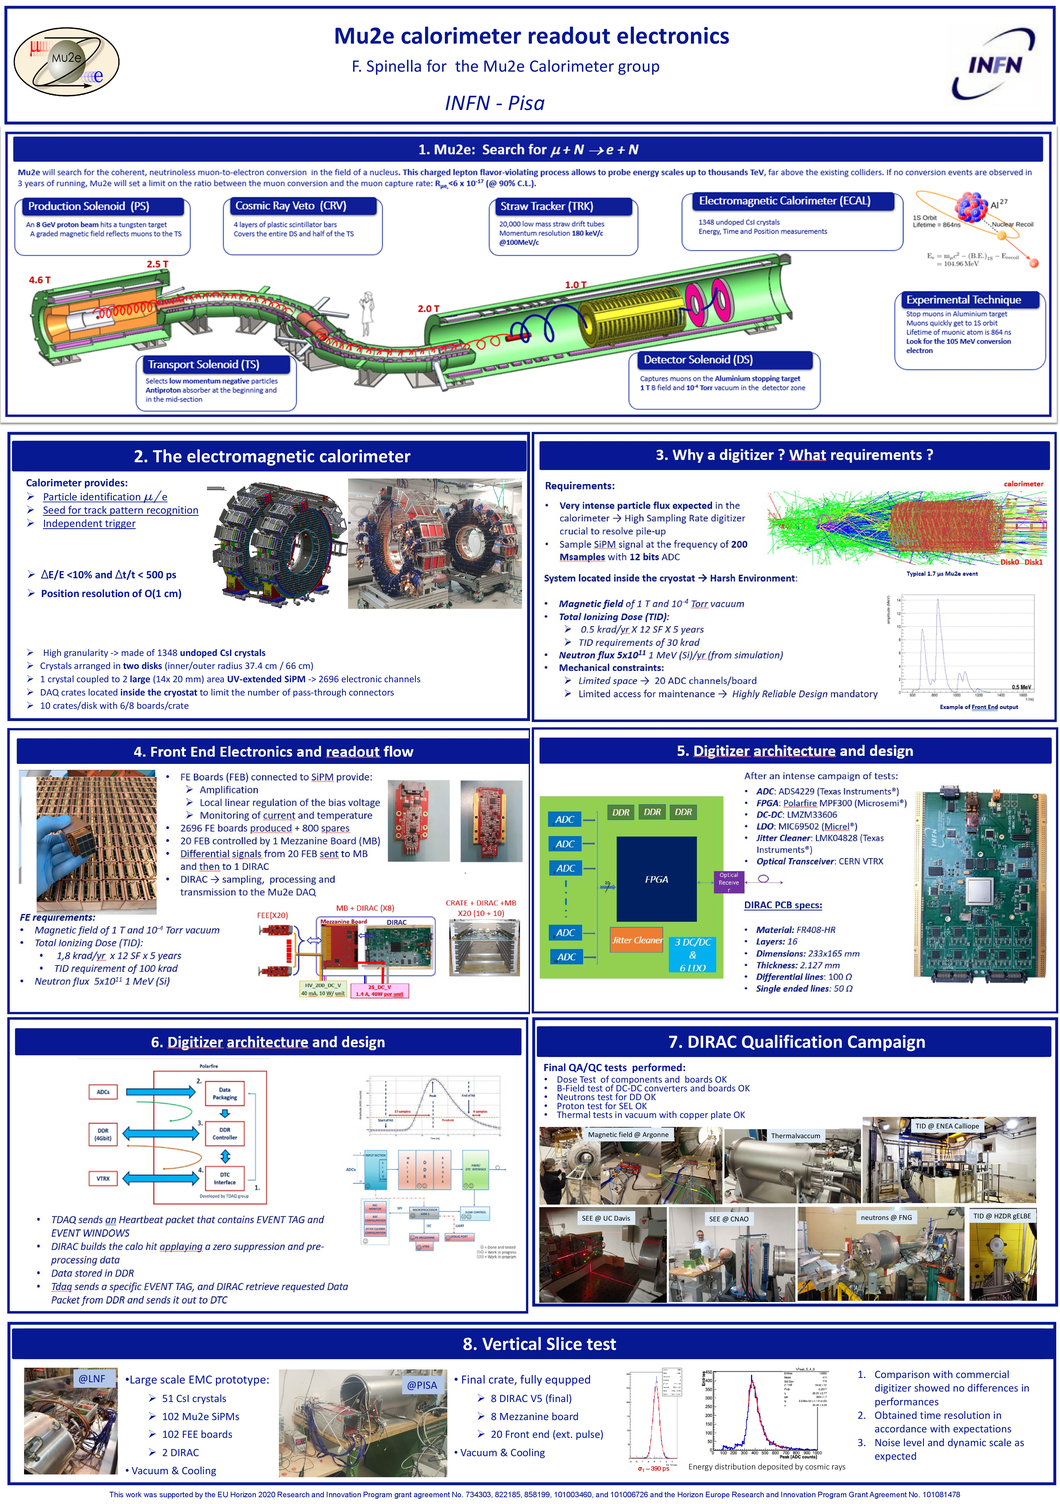 Mu2e calorimeter readout electronics
F. Spinella for the Mu2e Calorimeter group
INFN - Pisa
Mu2e
INFN
1. Mu2e: Search for μ + N → e + N
Mu2e will search for the coherent, neutrinoless muon-to-electron conversion in the field of a nucleus. This charged lepton flavor-violating process allows to probe energy scales up to thousands TeV, far above the existing colliders. If no conversion events are observed in
3 years of running, Mu2e will set a limit on the ratio between the muon conversion and the muon capture rate: Rμe<6 x 10⁻¹⁷ (@ 90% C.L.).
Production Solenoid (PS)
An 8 GeV proton beam hits a tungsten target
A graded magnetic field reflects muons to the TS
Cosmic Ray Veto (CRV)
4 layers of plastic scintillator bars
Covers the entire DS and half of the TS
Straw Tracker (TRK)
20,000 low mass straw drift tubes
Momentum resolution 180 keV/c
@100MeV/c
Electromagnetic Calorimeter (ECAL)
1348 undoped CsI crystals
Energy, Time and Position measurements
Al²⁷
1S Orbit
Lifetime = 864ns
Nuclear Recoil
= 104.96 MeV
4.6 T
2.5 T
2.0 T
1.0 T
Experimental Technique
Stop muons in Aluminium target
Muons quickly get to 1S orbit
Lifetime of muonic atom is 864 ns
Look for the 105 MeV conversion
electron
Transport Solenoid (TS)
Selects low momentum negative particles
Antiproton absorber at the beginning and
in the mid-section
Detector Solenoid (DS)
Captures muons on the Aluminium stopping target
1 T B field and 10⁻⁴ Torr vacuum in the detector zone
2. The electromagnetic calorimeter
Calorimeter provides:
➢ Particle identification μ/e
➢ Seed for track pattern recognition
➢ Independent trigger
➢ ΔE/E <10% and Δt/t < 500 ps
➢ Position resolution of O(1 cm)
➢ High granularity -> made of 1348 undoped CsI crystals
➢ Crystals arranged in two disks (inner/outer radius 37.4 cm / 66 cm)
➢ 1 crystal coupled to 2 large (14x 20 mm) area UV-extended SiPM -> 2696 electronic channels
➢ DAQ crates located inside the cryostat to limit the number of pass-through connectors
➢ 10 crates/disk with 6/8 boards/crate
3. Why a digitizer ? What requirements ?
Requirements:
• Very intense particle flux expected in the
calorimeter → High Sampling Rate digitizer
crucial to resolve pile-up
• Sample SiPM signal at the frequency of 200
Msamples with 12 bits ADC
System located inside the cryostat → Harsh Environment:
• Magnetic field of 1 T and 10⁻⁴ Torr vacuum
• Total Ionizing Dose (TID):
➢ 0.5 krad/yr X 12 SF X 5 years
➢ TID requirements of 30 krad
• Neutron flux 5x10¹¹ 1 MeV (Si)/yr (from simulation)
• Mechanical constraints:
➢ Limited space → 20 ADC channels/board
➢ Limited access for maintenance → Highly Reliable Design mandatory
calorimeter
Disk0 Disk1
Typical 1.7 μs Mu2e event
0.5 MeV
Example of Front End output
4. Front End Electronics and readout flow
• FE Boards (FEB) connected to SiPM provide:
➢ Amplification
➢ Local linear regulation of the bias voltage
➢ Monitoring of current and temperature
• 2696 FE boards produced + 800 spares
• 20 FEB controlled by 1 Mezzanine Board (MB)
• Differential signals from 20 FEB sent to MB
and then to 1 DIRAC
• DIRAC → sampling, processing and
transmission to the Mu2e DAQ
FE requirements:
• Magnetic field of 1 T and 10⁻⁴ Torr vacuum
• Total Ionizing Dose (TID):
• 1,8 krad/yr x 12 SF x 5 years
• TID requirement of 100 krad
• Neutron flux 5x10¹¹ 1 MeV (Si)
FEE(X20)
MB + DIRAC (X8)
Mezzanine Board
DIRAC
CRATE + DIRAC +MB
X20 (10 + 10)
HV_200_DC_V
40 mA, 10 W/ unit
28_DC_V
1.4 A, 40W per unit
5. Digitizer architecture and design
ADC
ADC
ADC
ADC
ADC
DDR
DDR
DDR
FPGA
Optical
Receive
r
Jitter Cleaner
3 DC/DC
&
6 LDO
After an intense campaign of tests:
• ADC: ADS4229 (Texas Instruments®)
• FPGA: Polarfire MPF300 (Microsemi®)
• DC-DC: LMZM33606
• LDO: MIC69502 (Micrel®)
• Jitter Cleaner: LMK04828 (Texas
Instruments®)
• Optical Transceiver: CERN VTRX
DIRAC PCB specs:
• Material: FR408-HR
• Layers: 16
• Dimensions: 233x165 mm
• Thickness: 2.127 mm
• Differential lines: 100 Ω
• Single ended lines: 50 Ω
6. Digitizer architecture and design
Polarfire
ADCs
DDR
(4Gbit)
VTRX
2.
Data
Packaging
3.
DDR
Controller
4.
DTC
Interface
1.
Developed by TDAQ group
ADCs
• TDAQ sends an Heartbeat packet that contains EVENT TAG and
EVENT WINDOWS
• DIRAC builds the calo hit applaying a zero suppression and pre-
processing data
• Data stored in DDR
• Tdaq sends a specific EVENT TAG, and DIRAC retrieve requested Data
Packet from DDR and sends it out to DTC
7. DIRAC Qualification Campaign
Final QA/QC tests performed:
• Dose Test of components and boards OK
• B-Field test of DC-DC converters and boards OK
• Neutrons test for DD OK
• Proton test for SEL OK
• Thermal tests in vacuum with copper plate OK
Magnetic field @ Argonne
Thermalvaccum
TID @ ENEA Calliope
SEE @ UC Davis
SEE @ CNAO
neutrons @ FNG
TID @ HZDR gELBE
8. Vertical Slice test
@LNF
•Large scale EMC prototype:
➢ 51 CsI crystals
➢ 102 Mu2e SiPMs
➢ 102 FEE boards
➢ 2 DIRAC
• Vacuum & Cooling
@PISA
• Final crate, fully equpped
➢ 8 DIRAC V5 (final)
➢ 8 Mezzanine board
➢ 20 Front end (ext. pulse)
• Vacuum & Cooling
σT = 390 ps
Entries
Peak (ADC counts)
Energy distribution deposited by cosmic rays
1. Comparison with commercial
digitizer showed no differences in
performances
2. Obtained time resolution in
accordance with expectations
3. Noise level and dynamic scale as
expected
This work was supported by the EU Horizon 2020 Research and Innovation Program grant agreement No. 734303, 822185, 858199, 101003460, and 101006726 and the Horizon Europe Research and Innovation Program Grant Agreement No. 101081478